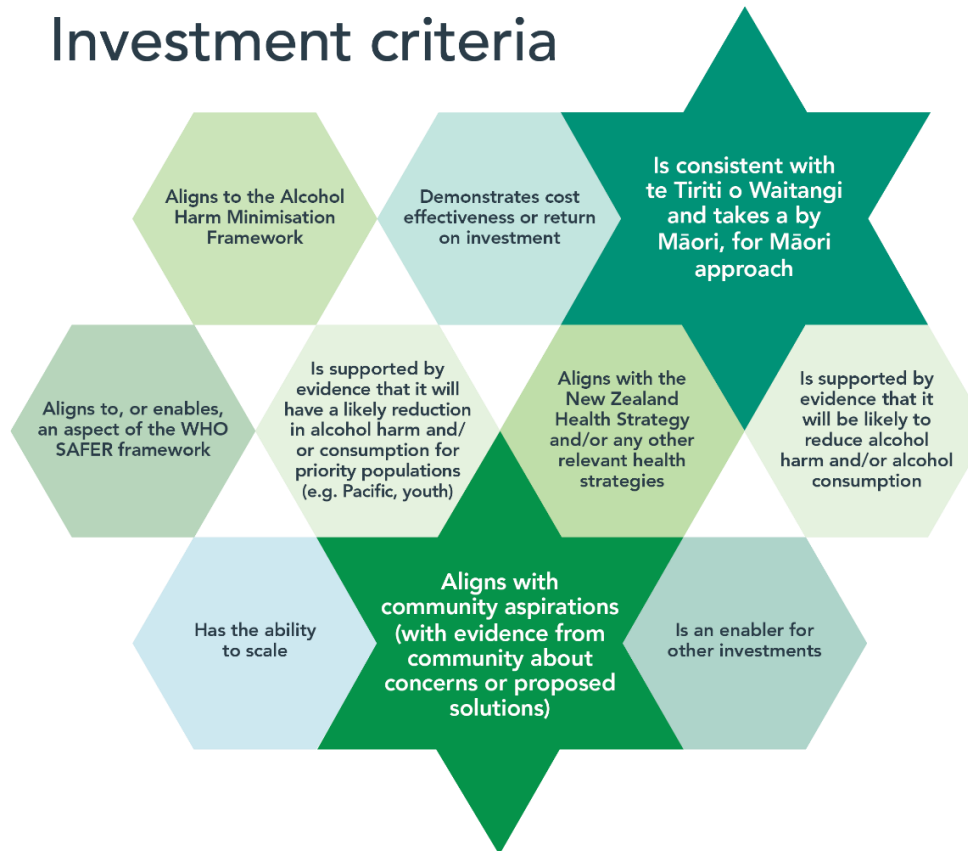 Investment criteria
Aligns to the Alcohol
Harm Minimisation
Framework
Demonstrates cost
effectiveness or return
on investment
Is consistent with
te Tiriti o Waitangi
and takes a by
Māori, for Māori
approach
Aligns to, or enables,
an aspect of the WHO
SAFER framework
Is supported by
evidence that it will
have a likely reduction
in alcohol harm and/
or consumption for
priority populations
(e.g. Pacific, youth)
Aligns with the
New Zealand
Health Strategy
and/or any other
relevant health
strategies
Is supported by
evidence that it
will be likely to
reduce alcohol
harm and/or alcohol
consumption
Has the ability
to scale
Aligns with
community aspirations
(with evidence from
community about
concerns or proposed
solutions)
Is an enabler for
other investments